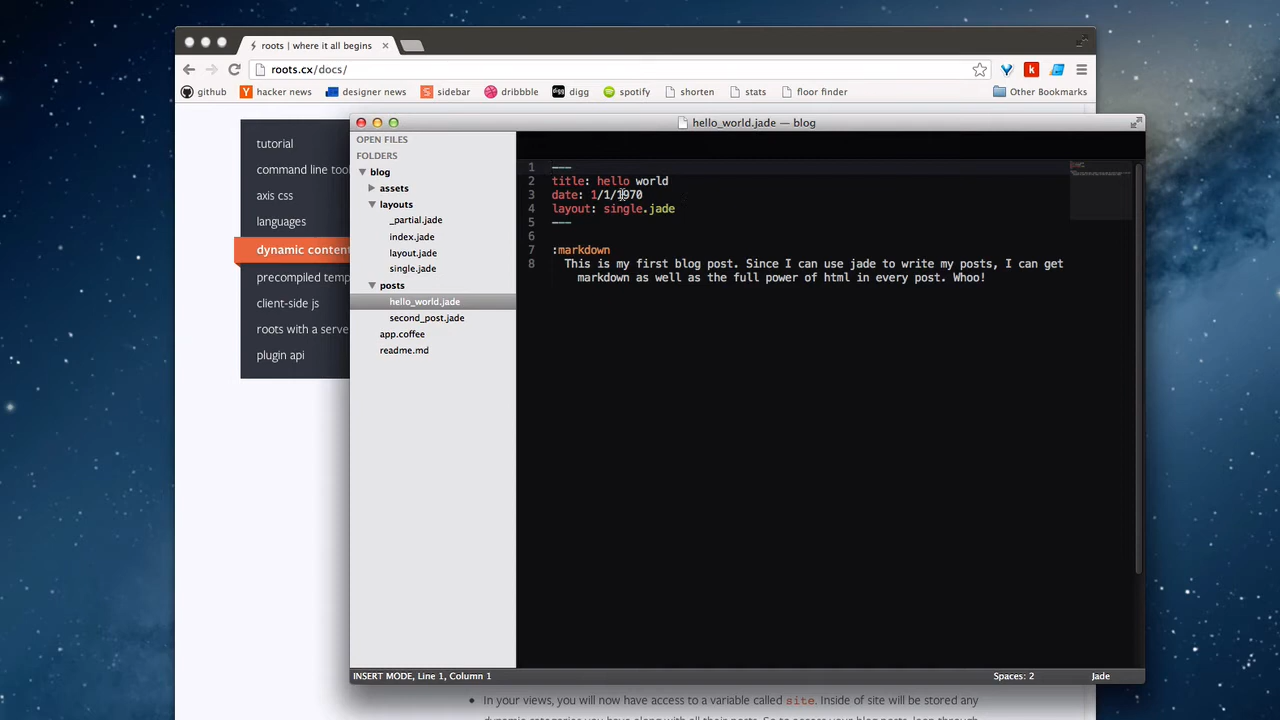 roots | where it all begins
roots.cx/docs/
github
hacker news
designer news
sidebar
dribbble
digg
spotify
shorten
stats
floor finder
Other Bookmarks
tutorial
command line too
axis css
languages
dynamic content
precompiled temp
client-side js
roots with a serve
plugin api
hello_world.jade — blog
OPEN FILES
FOLDERS
blog
assets
layouts
_partial.jade
index.jade
layout.jade
single.jade
posts
hello_world.jade
second_post.jade
app.coffee
readme.md
1 ---
2 title: hello world
3 date: 1/1/1970
4 layout: single.jade
5 ---
6
7 :markdown
8 This is my first blog post. Since I can use jade to write my posts, I can get
markdown as well as the full power of html in every post. Whoo!
INSERT MODE, Line 1, Column 1
Spaces: 2
Jade
In your views, you will now have access to a variable called site. Inside of site will be stored any